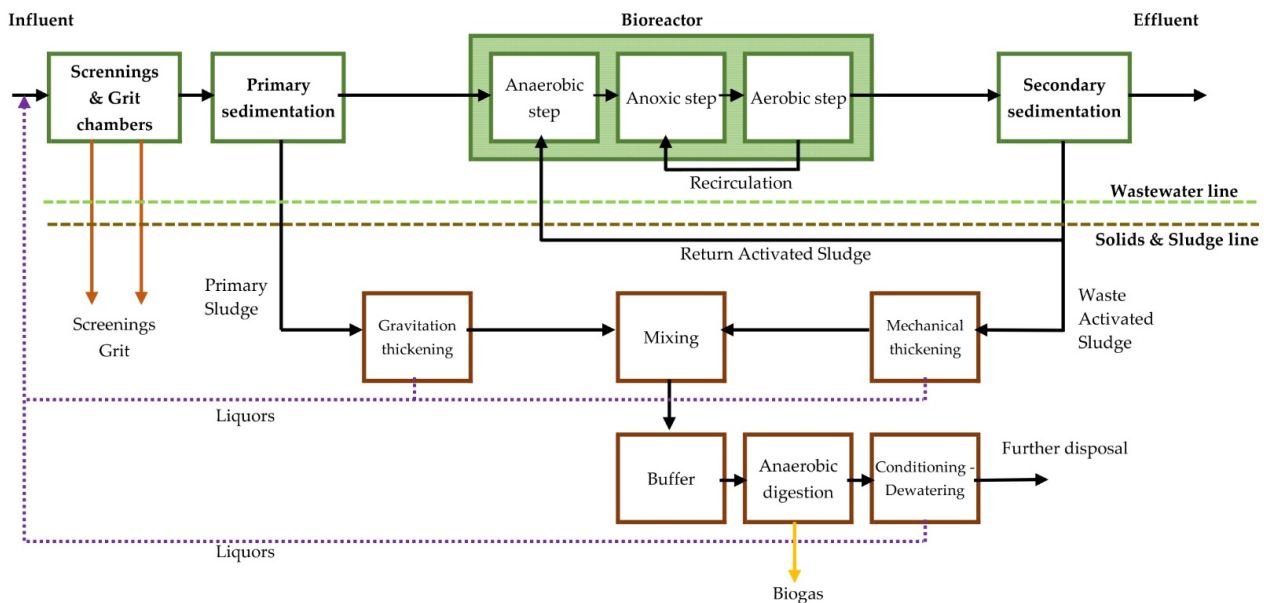 Influent
Bioreactor
Effluent
Scrennings
& Grit
chambers
Primary
sedimentation
Anaerobic
step
Anoxic step
Aerobic step
Secondary
sedimentation
Recirculation
Wastewater line
Solids & Sludge line
Return Activated Sludge
Primary
Sludge
Screenings
Grit
Gravitation
thickening
Mixing
Mechanical
thickening
Waste
Activated
Sludge
Liquors
Buffer
Anaerobic
digestion
Conditioning -
Dewatering
Further disposal
Liquors
Biogas